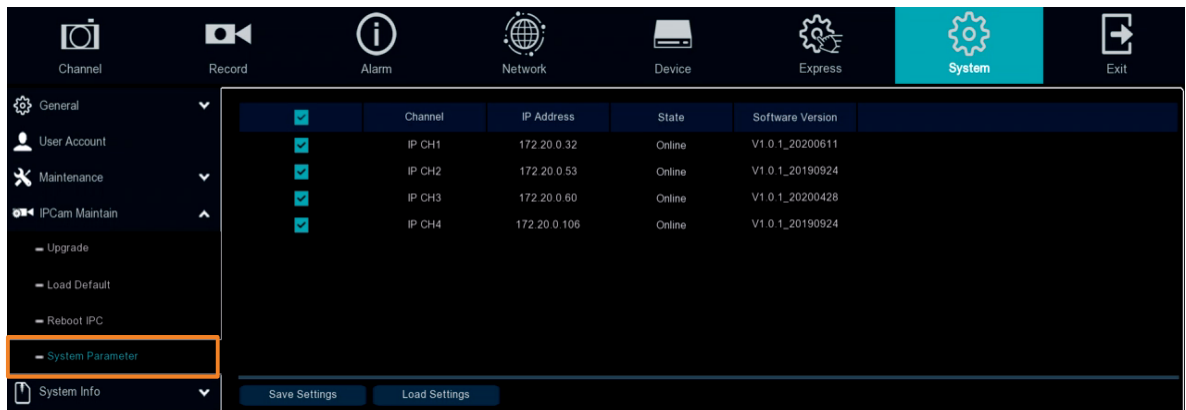 Channel Record Alarm Network Device Express System Exit
General
User Account
Maintenance
IPCam Maintain
Upgrade
Load Default
Reboot IPC
System Parameter
System Info
Channel IP Address State Software Version
IP CH1 172.20.0.32 Online V1.0.1_20200611
IP CH2 172.20.0.53 Online V1.0.1_20190924
IP CH3 172.20.0.60 Online V1.0.1_20200428
IP CH4 172.20.0.106 Online V1.0.1_20190924
Save Settings Load Settings